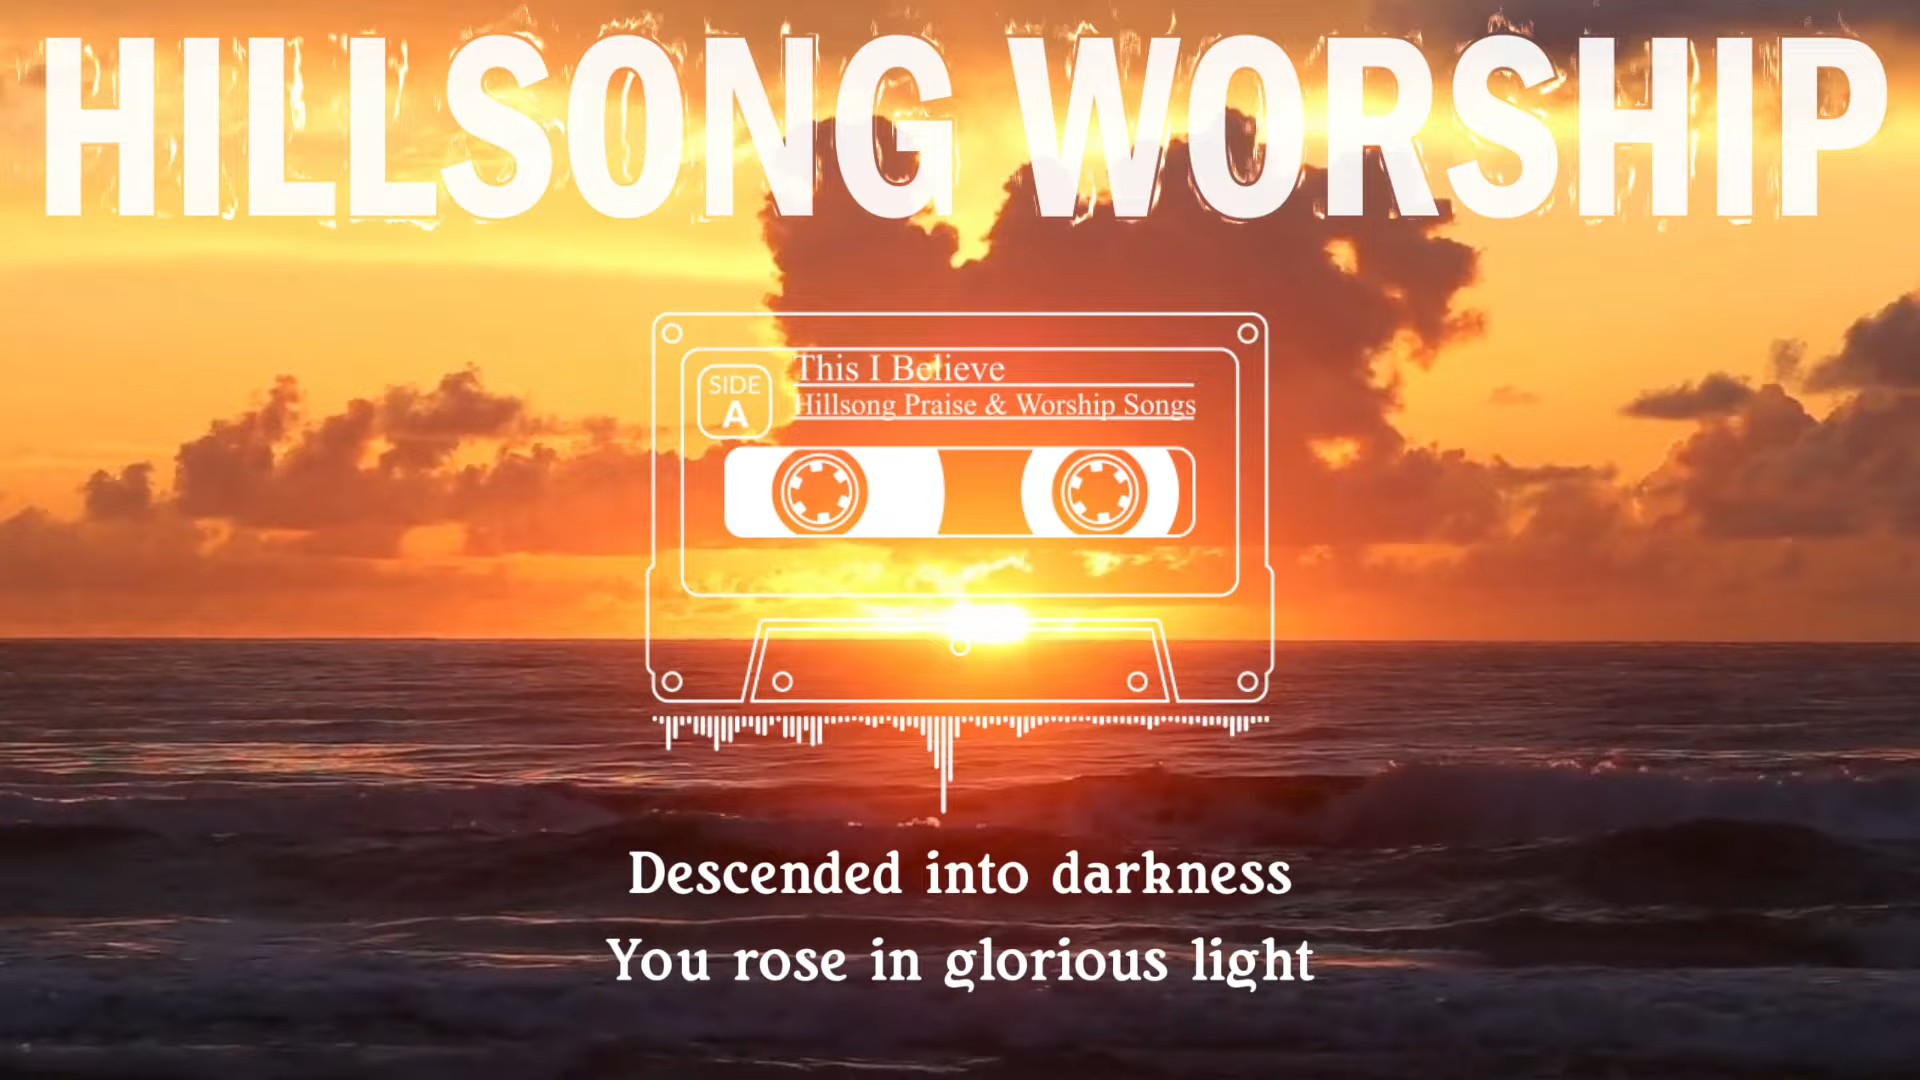 HILLSONG WORSHIP
SIDE
A
This I Believe
Hillsong Praise & Worship Songs
Descended into darkness
You rose in glorious light